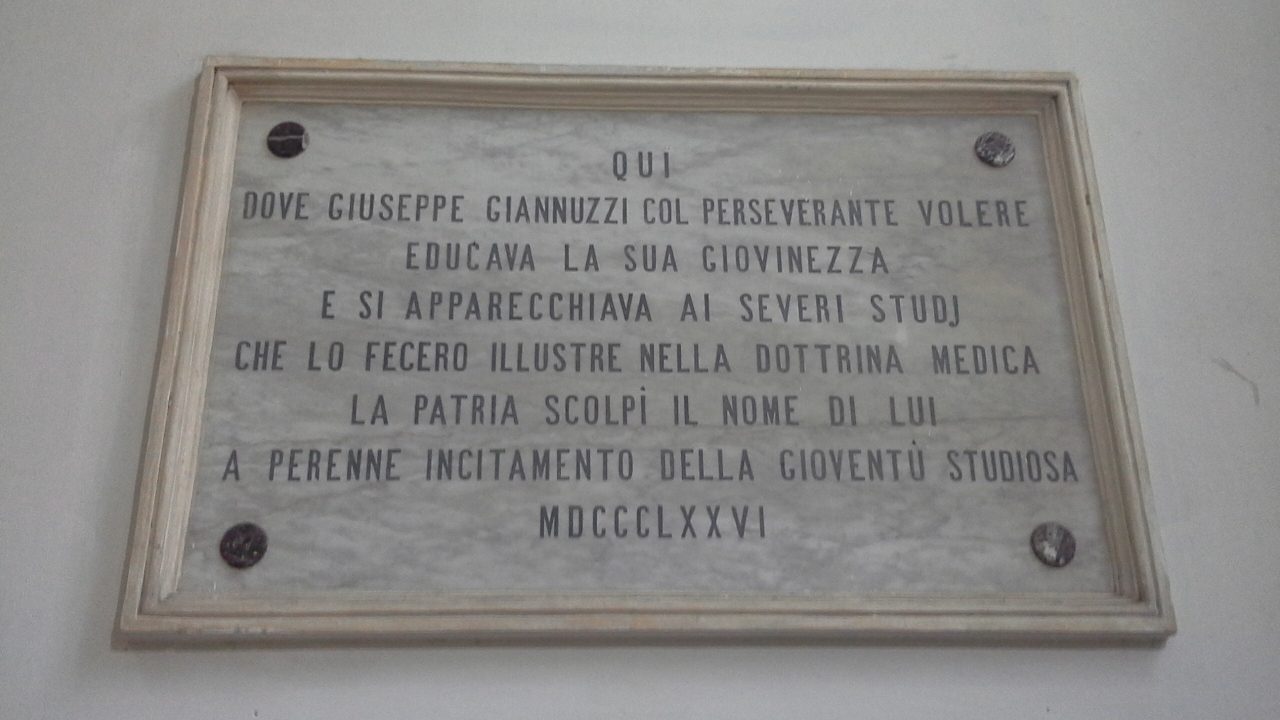 QUI
DOVE GIUSEPPE GIANNUZZI COL PERSEVERANTE VOLERE
EDUCAVA LA SUA GIOVINEZZA
E SI APPARECCHIAVA AI SEVERI STUDJ
CHE LO FECERO ILLUSTRE NELLA DOTTRINA MEDICA
LA PATRIA SCOLPÌ IL NOME DI LUI
A PERENNE INCITAMENTO DELLA GIOVENTÙ STUDIOSA
MDCCCLXXVI